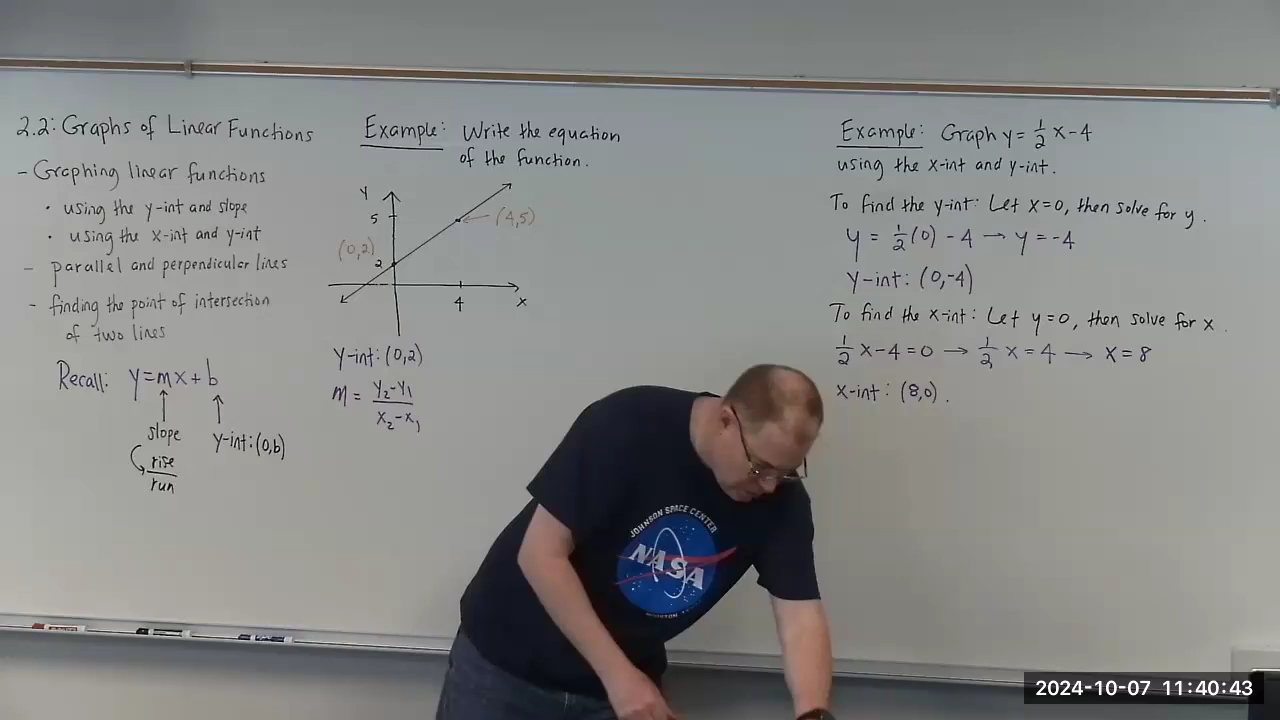 2.2: Graphs of Linear Functions
- Graphing linear functions
• using the y-int and slope
• using the x-int and y-int
- parallel and perpendicular lines
- finding the point of intersection
of two lines
Recall: y=mx+b
slope
y-int:(0,b)
rise
run
Example: Write the equation
of the function.
y
5
(4,5)
(0,2)
2
4
x
y-int: (0,2)
m = y₂-y₁
x₂-x₁
Example: Graph y = 1/2 x-4
using the x-int and y-int.
To find the y-int: Let x=0, then solve for y.
y = 1/2(0) - 4 → y = -4
y-int: (0,-4)
To find the x-int: Let y=0, then solve for x.
1/2 x-4=0 → 1/2 x = 4 → x = 8
x-int: (8,0).
JOHNSON SPACE CENTER
NASA
2024-10-07 11:40:43